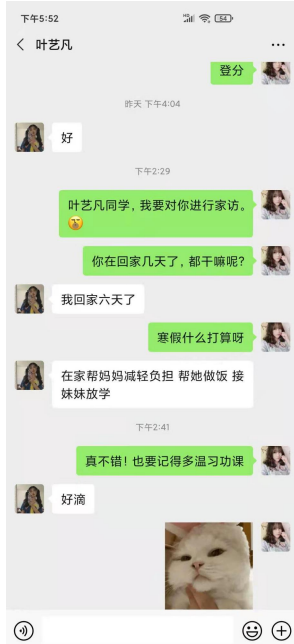 下午5:52
54
叶艺凡
登分
昨天 下午4:04
好
下午2:29
叶艺凡同学，我要对你进行家访。
你在回家几天了，都干嘛呢？
我回家六天了
寒假什么打算呀
在家帮妈妈减轻负担 帮她做饭 接
妹妹放学
下午2:41
真不错！也要记得多温习功课
好滴